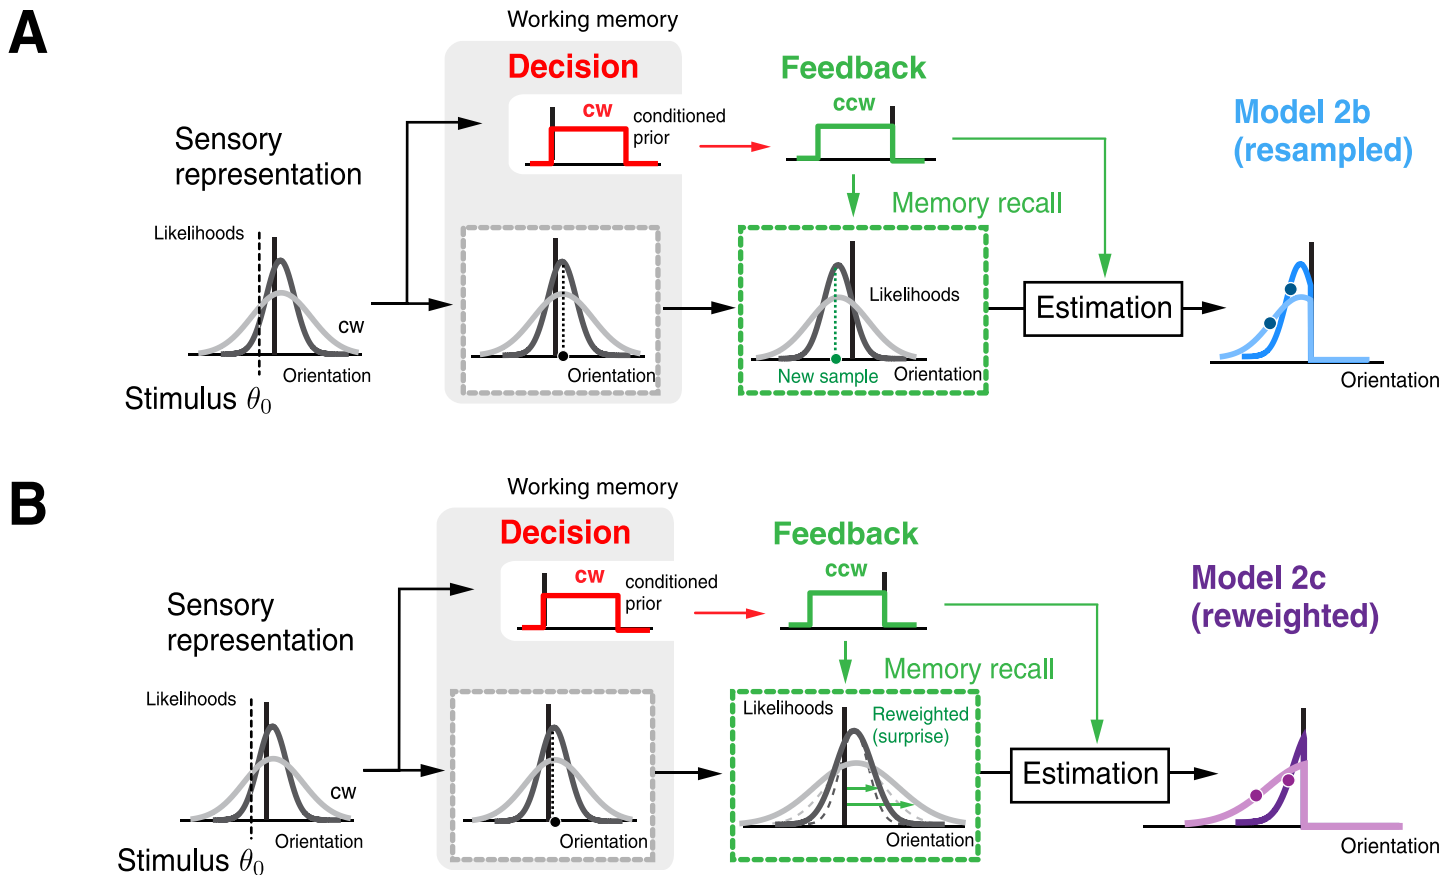 A
Working memory
Decision
Feedback
cw
conditioned
prior
ccw
Model 2b
(resampled)
Sensory
representation
Memory recall
Likelihoods
Likelihoods
Estimation
cw
Orientation
Orientation
New sample
Orientation
Orientation
Stimulus θ0
B
Working memory
Decision
Feedback
cw
conditioned
prior
ccw
Model 2c
(reweighted)
Sensory
representation
Memory recall
Likelihoods
Likelihoods
Reweighted
(surprise)
Estimation
cw
Orientation
Orientation
Orientation
Orientation
Stimulus θ0